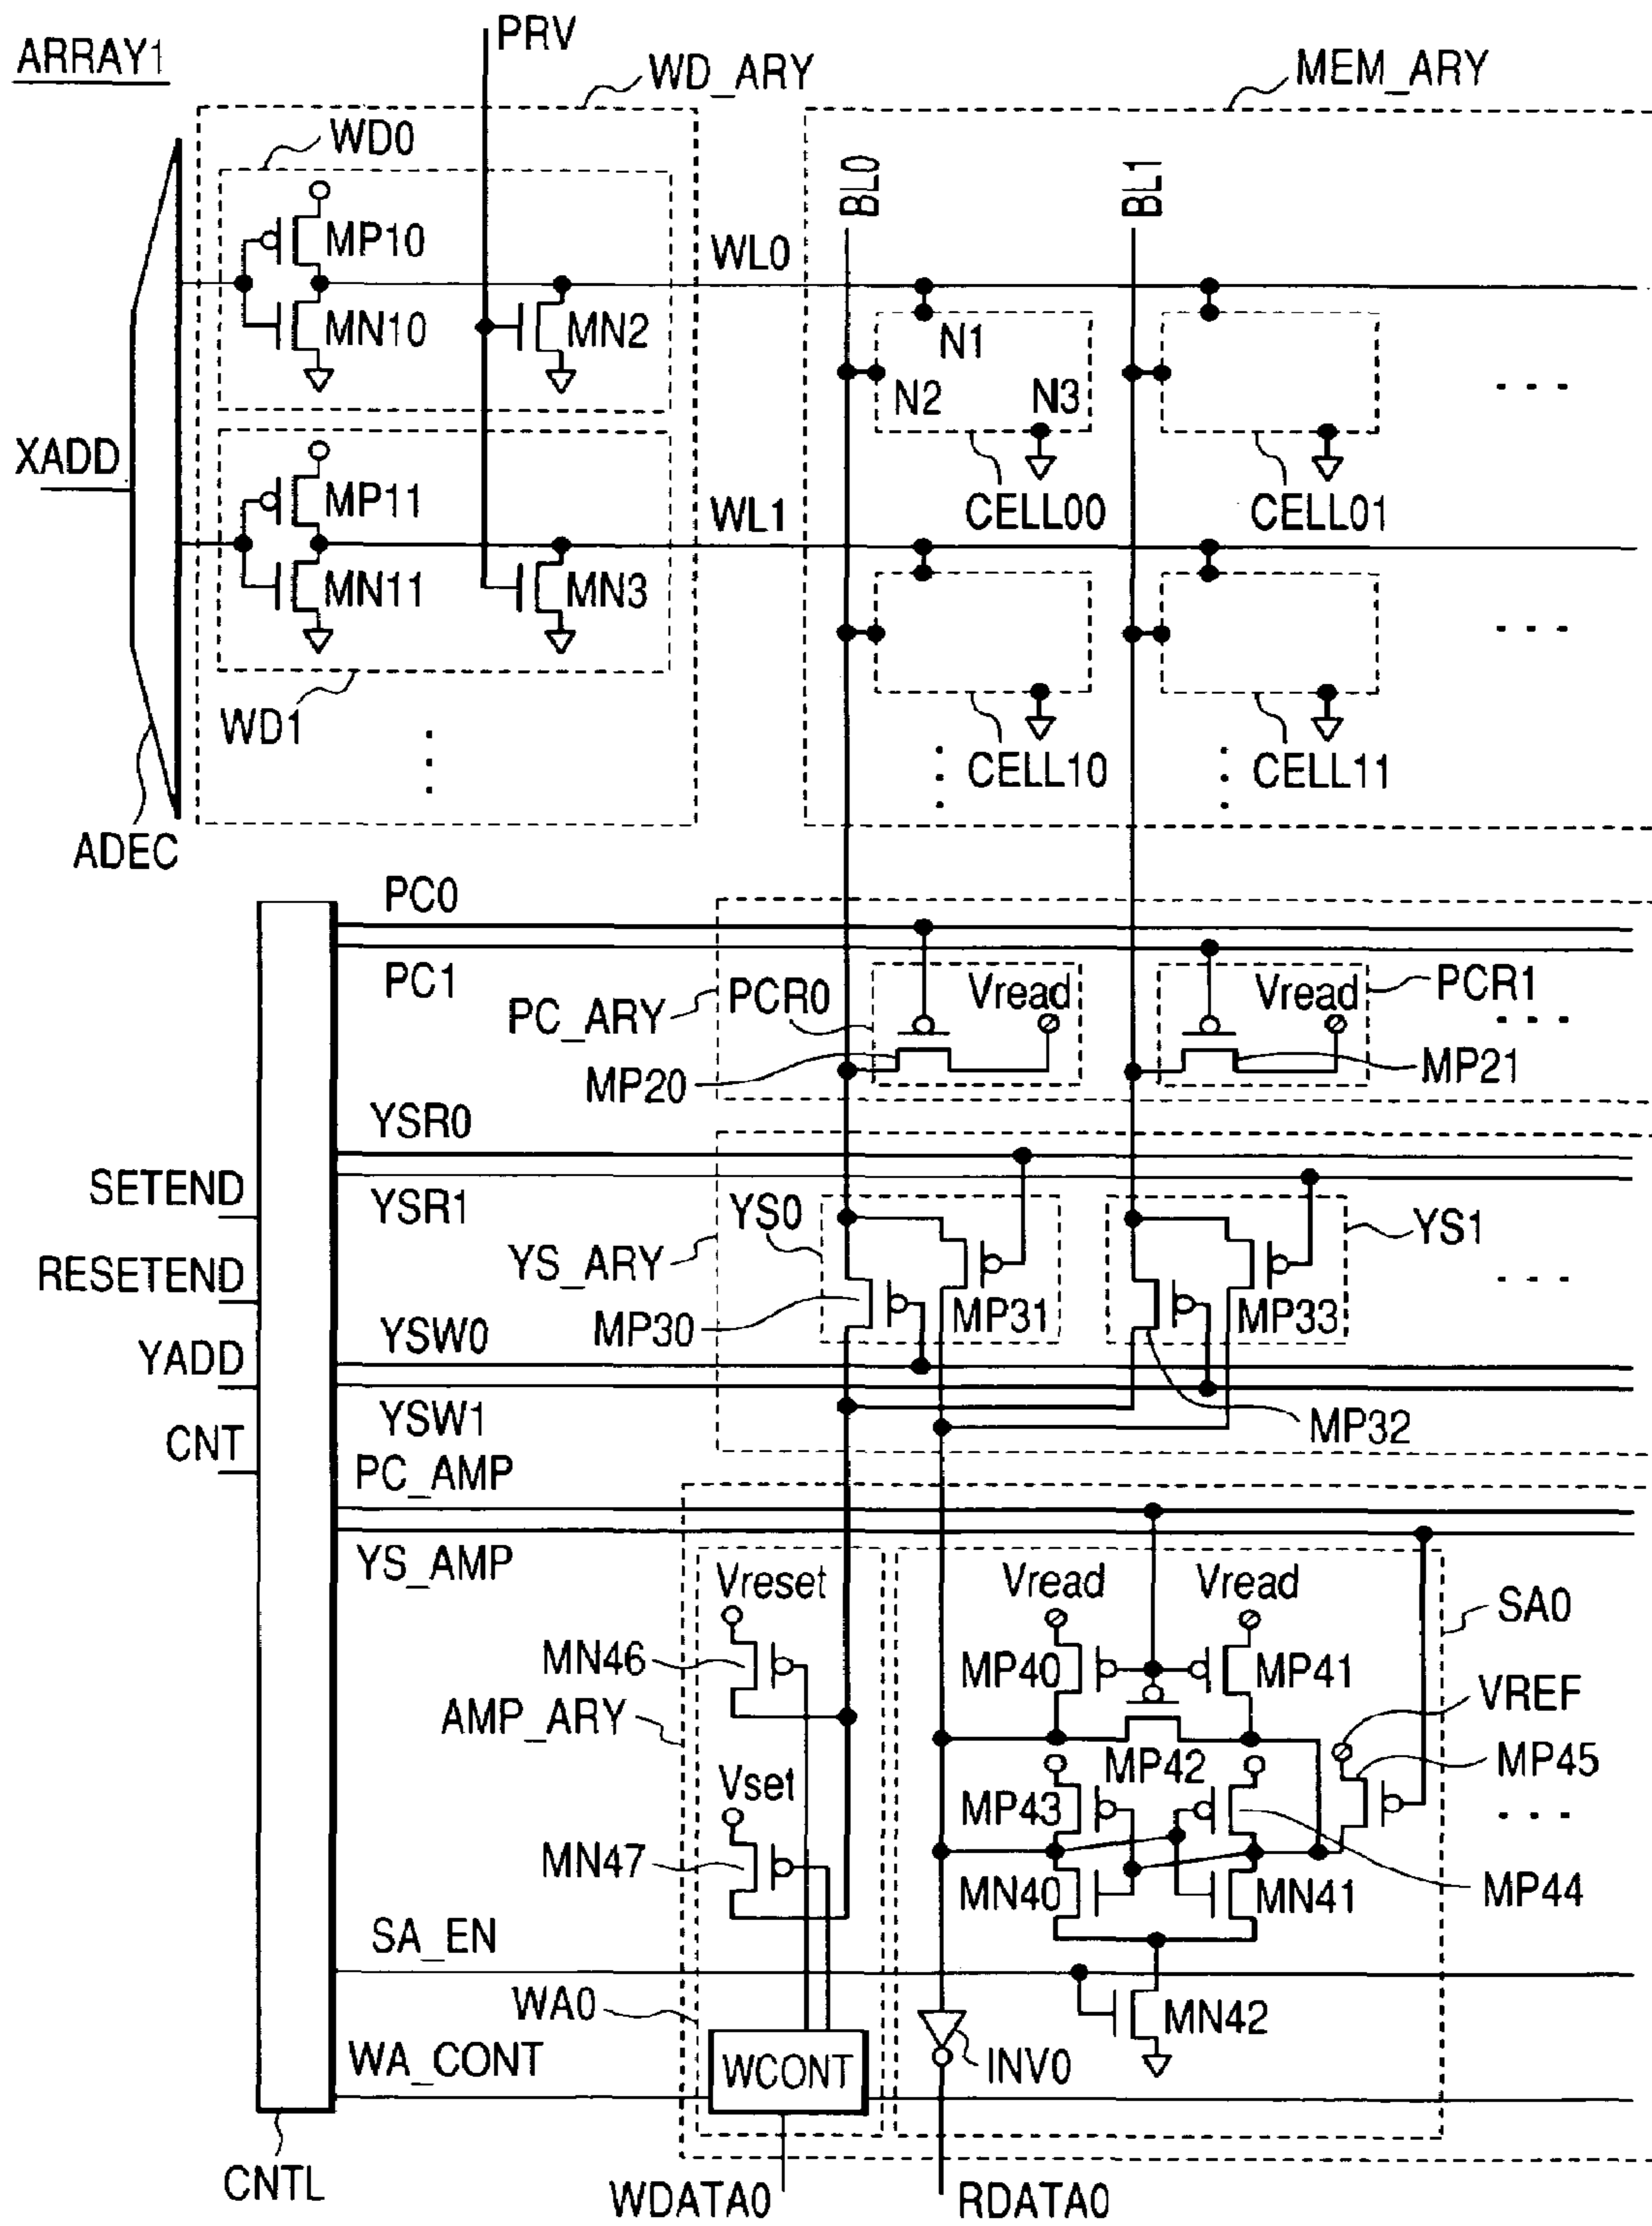 ARRAY1
PRV
WD_ARY
MEM_ARY
WD0
BL0
BL1
MP10
WL0
MN10
MN2
N1
N2
N3
XADD
MP11
WL1
CELL00
CELL01
MN11
MN3
WD1
CELL10
CELL11
ADEC
PC0
PC1
PCR0
Vread
Vread
PCR1
PC_ARY
MP20
MP21
YSR0
SETEND
YSR1
YS0
YS1
RESETEND
YS_ARY
MP30
MP31
MP33
YADD
YSW0
YSW1
MP32
CNT
PC_AMP
YS_AMP
Vreset
Vread
Vread
SA0
MN46
MP40
MP41
VREF
AMP_ARY
MP42
MP45
Vset
MP43
MN47
MN40
MN41
MP44
SA_EN
WA0
MN42
WA_CONT
WCONT
INV0
CNTL
WDATA0
RDATA0